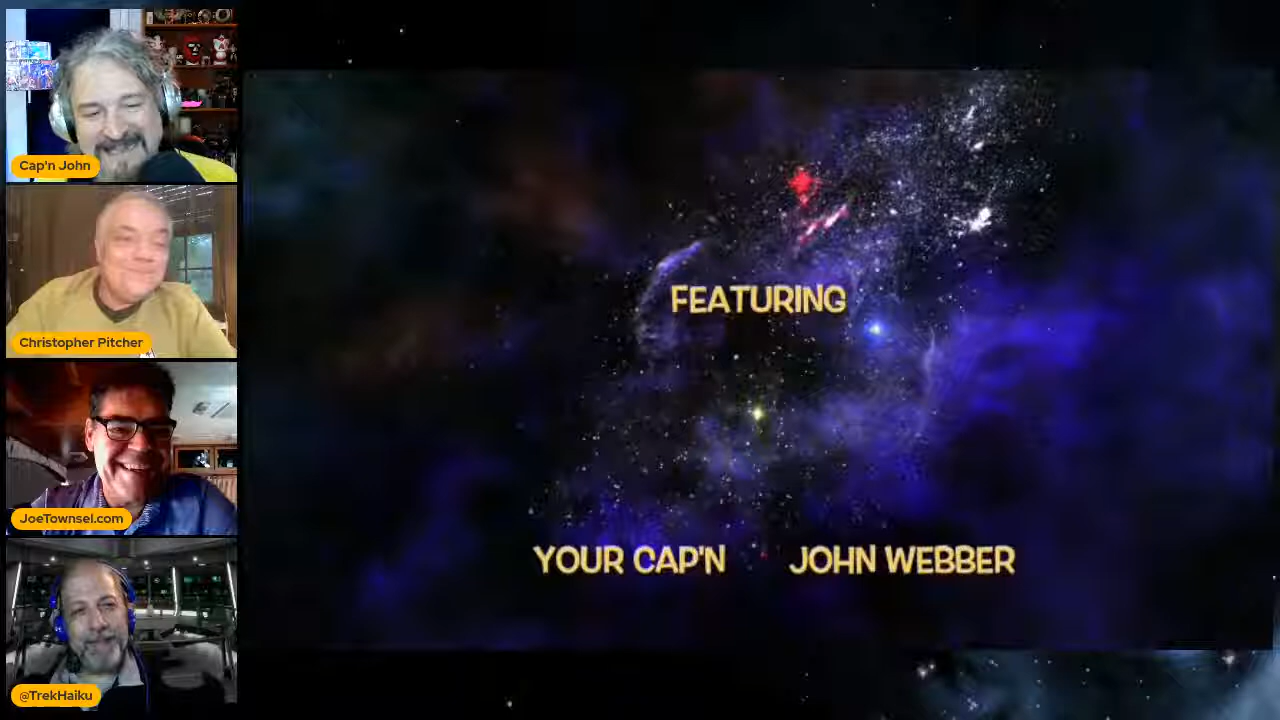 Cap'n John
Christopher Pitcher
JoeTownsel.com
@TrekHaiku
FEATURING
YOUR CAP'N JOHN WEBBER